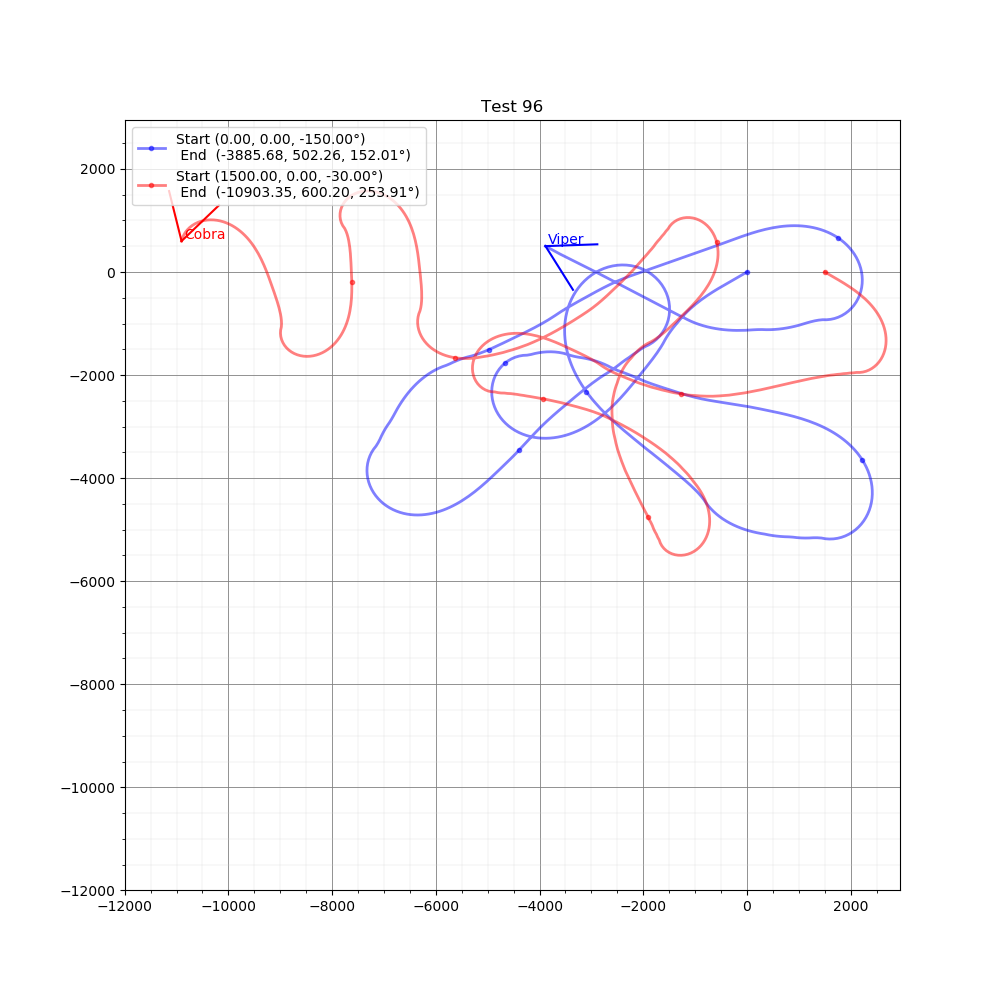 Test 96
Start (0.00, 0.00, -150.00°)
End  (-3885.68, 502.26, 152.01°)
Start (1500.00, 0.00, -30.00°)
End  (-10903.35, 600.20, 253.91°)
Cobra
Viper
2000
0
−2000
−4000
−6000
−8000
−10000
−12000
−12000 −10000 −8000 −6000 −4000 −2000 0 2000